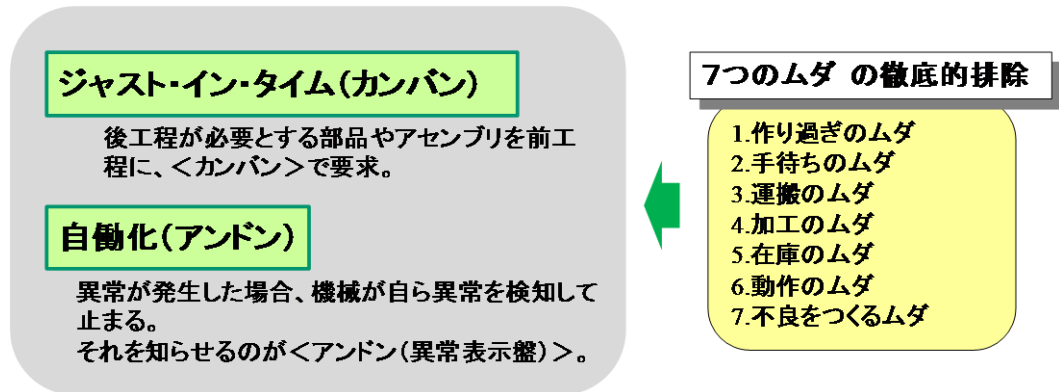 ジャスト・イン・タイム(カンバン)
後工程が必要とする部品やアセンブリを前工
程に、<カンバン>で要求。
自働化(アンドン)
異常が発生した場合、機械が自ら異常を検知して
止まる。
それを知らせるのが<アンドン(異常表示盤)>。
7つのムダ の徹底的排除
1.作り過ぎのムダ
2.手待ちのムダ
3.運搬のムダ
4.加工のムダ
5.在庫のムダ
6.動作のムダ
7.不良をつくるムダ